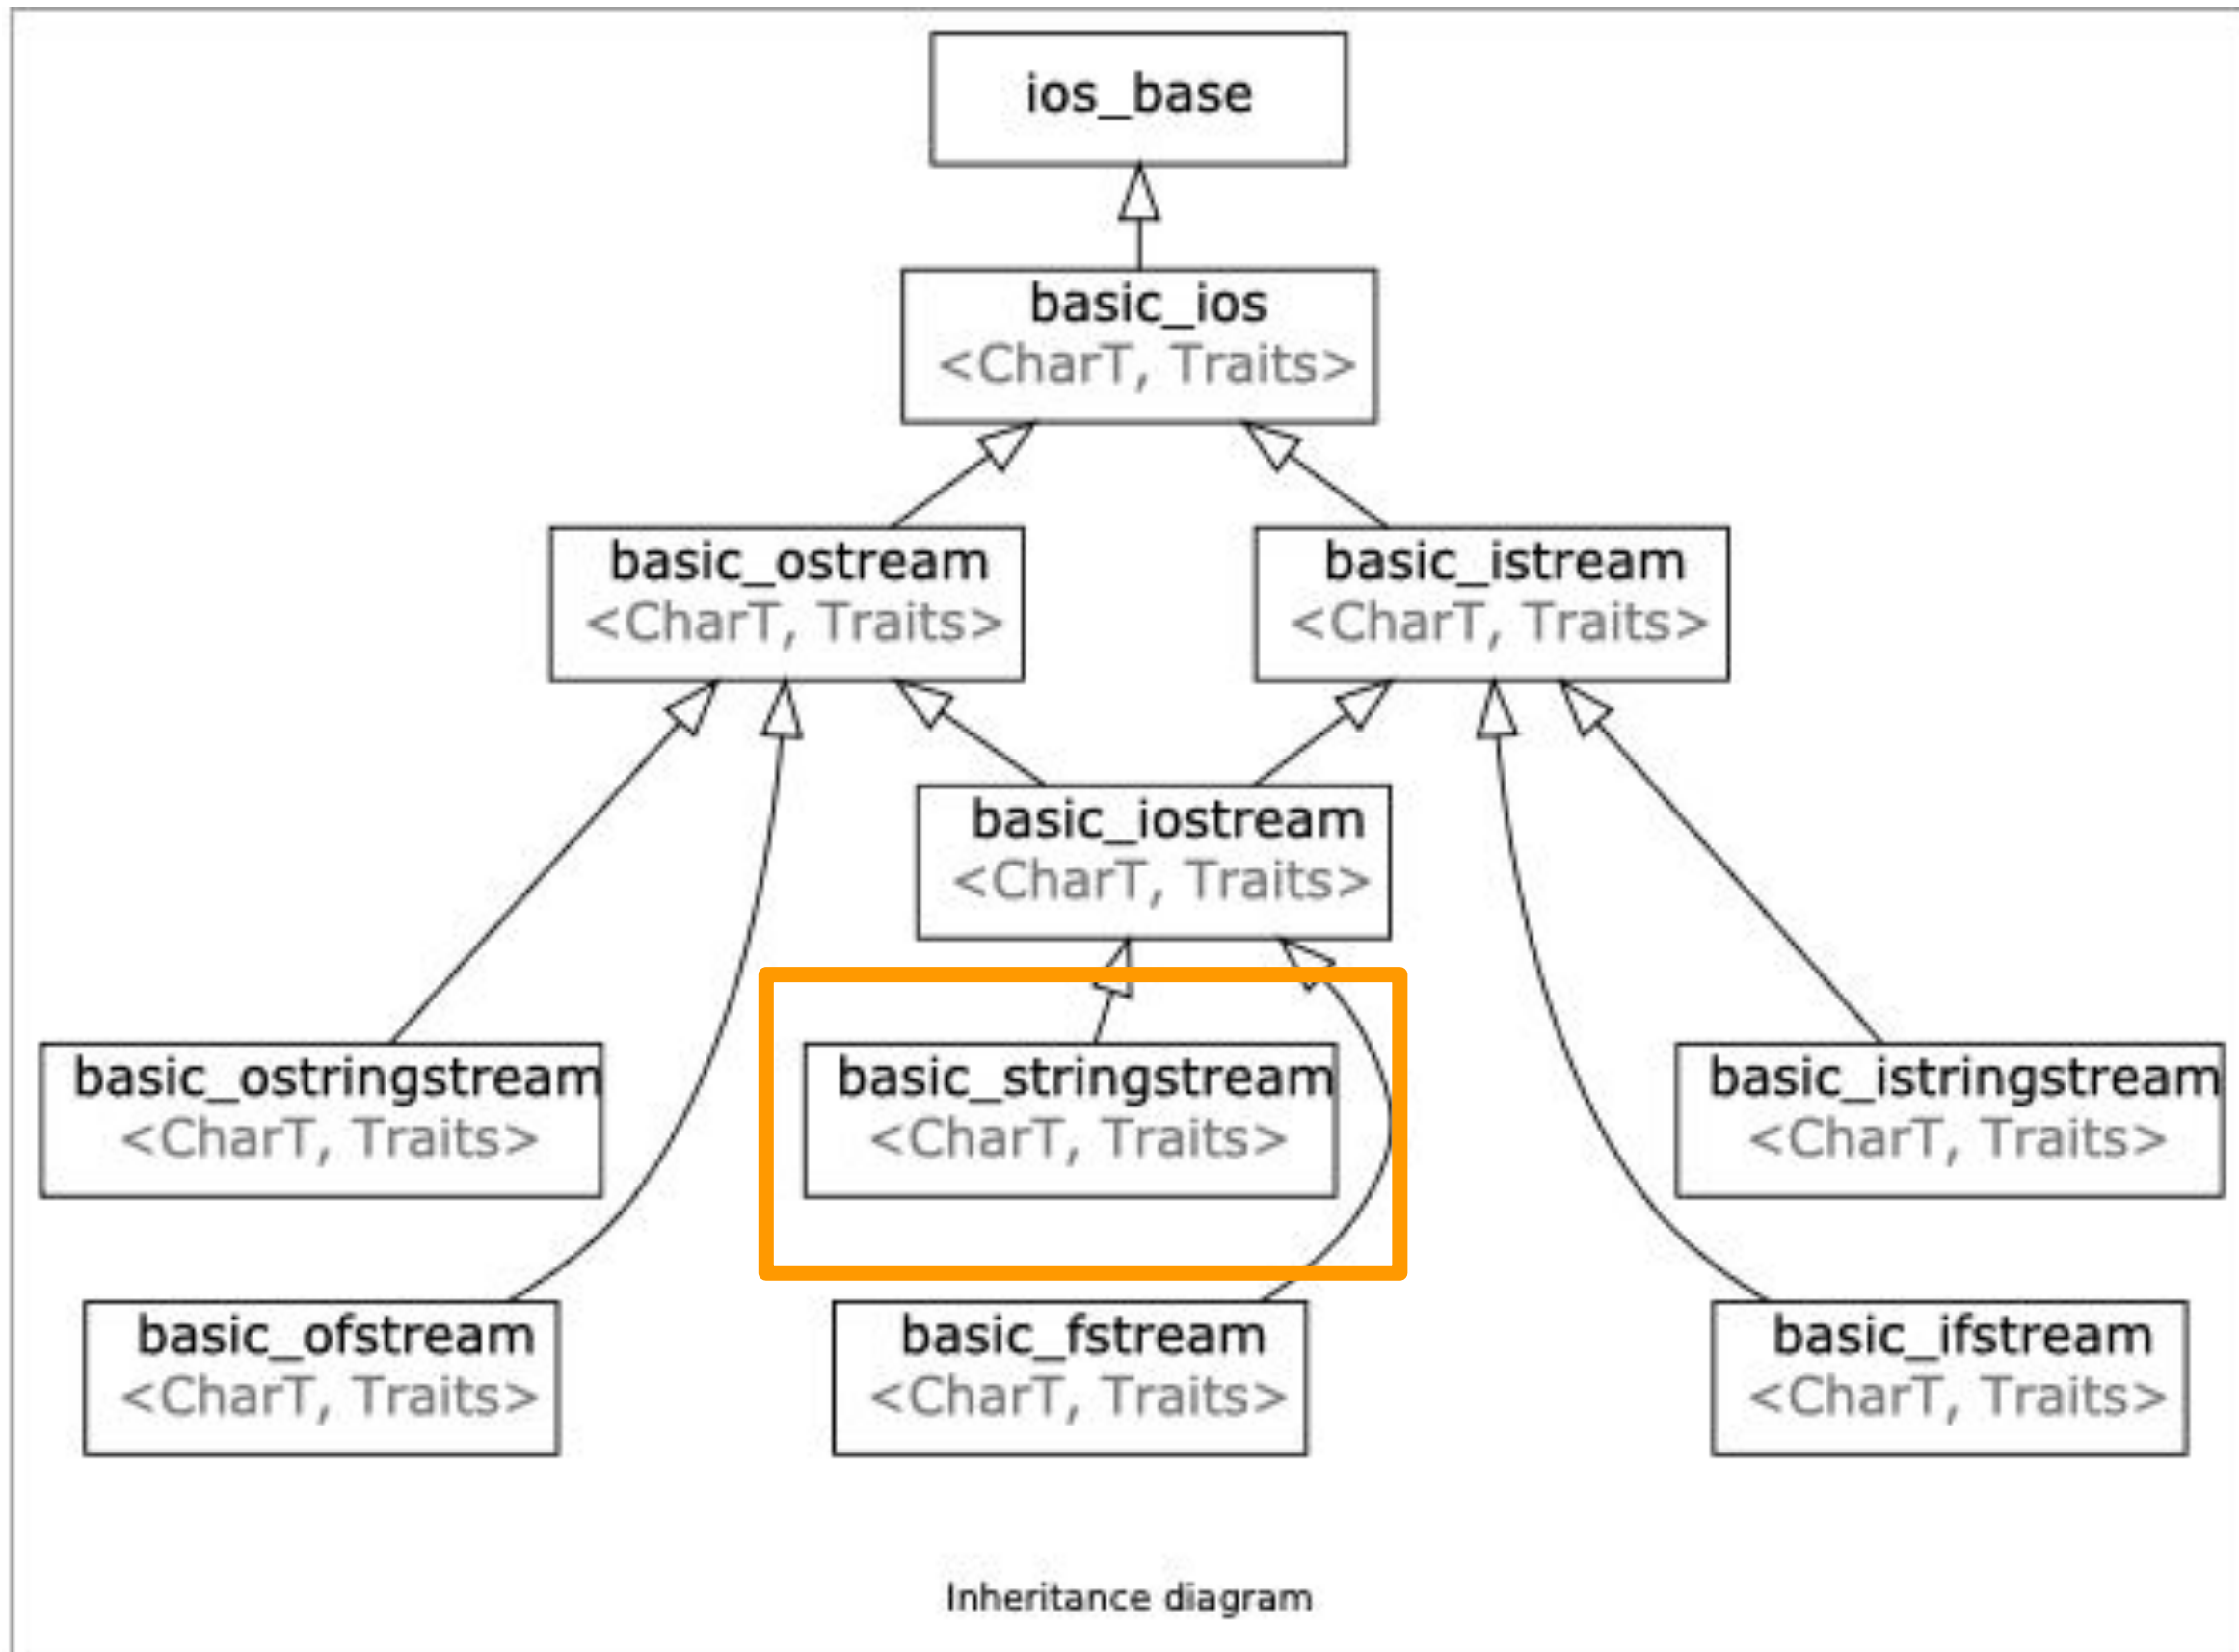 ios_base
basic_ios
<CharT, Traits>
basic_ostream
<CharT, Traits>
basic_istream
<CharT, Traits>
basic_iostream
<CharT, Traits>
basic_ostringstream
<CharT, Traits>
basic_stringstream
<CharT, Traits>
basic_istringstream
<CharT, Traits>
basic_ofstream
<CharT, Traits>
basic_fstream
<CharT, Traits>
basic_ifstream
<CharT, Traits>
Inheritance diagram